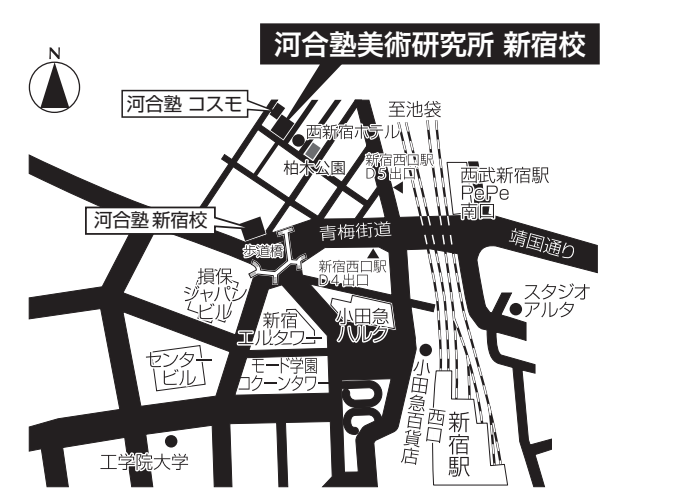 河合塾美術研究所 新宿校
N
河合塾 コスモ
至池袋
西新宿ホテル
柏木公園
新宿西口駅
D5出口
西武新宿駅
PePe
南口
河合塾 新宿校
歩道橋
青梅街道
靖国通り
新宿西口駅
D4出口
損保
ジャパン
ビル
スタジオ
アルタ
新宿
エルタワー
小田急
ハルク
センター
ビル
モード学園
コクーンタワー
小田急百貨店
西口
新宿駅
工学院大学